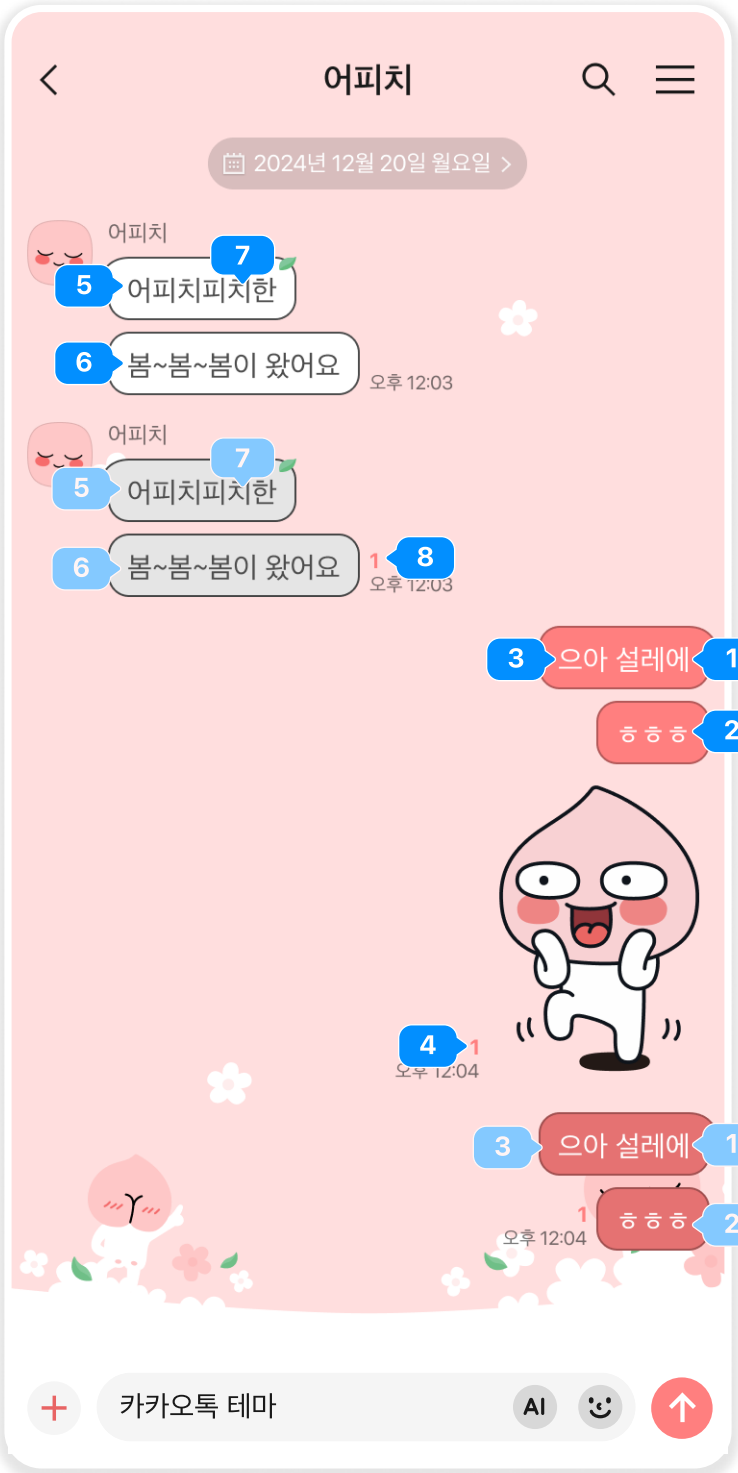 어피치
2024년 12월 20일 월요일
어피치
7
5 어피치피치한
6 봄~봄~봄이 왔어요
오후 12:03
어피치
7
5 어피치피치한
6 봄~봄~봄이 왔어요
1 8
오후 12:03
3 으아 설레에 1
ㅎㅎㅎ 2
4 1
오후 12:04
3 으아 설레에 1
1
ㅎㅎㅎ 2
오후 12:04
카카오톡 테마 AI